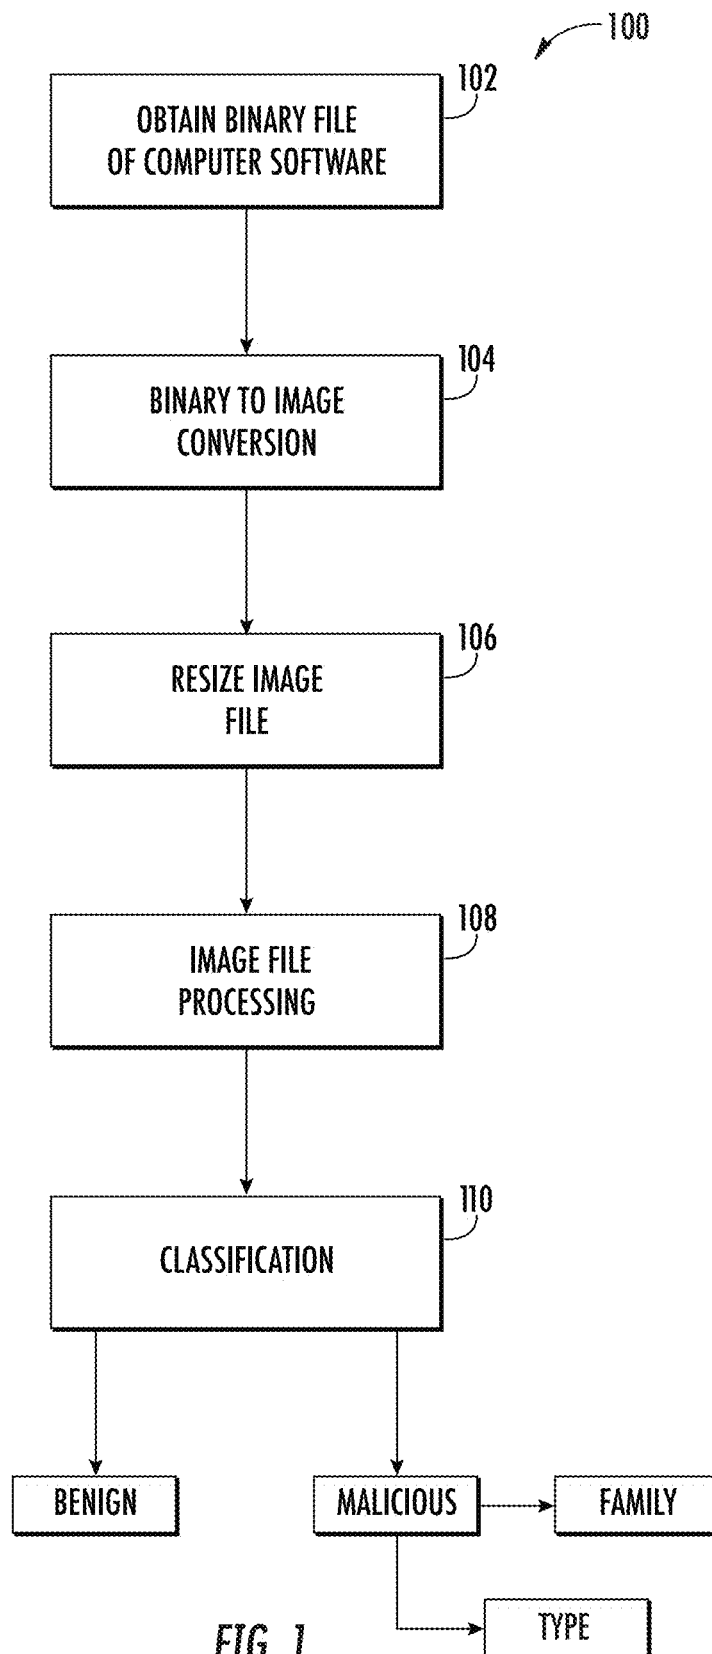 100
102
OBTAIN BINARY FILE
OF COMPUTER SOFTWARE
104
BINARY TO IMAGE
CONVERSION
106
RESIZE IMAGE
FILE
108
IMAGE FILE
PROCESSING
110
CLASSIFICATION
BENIGN
MALICIOUS
FAMILY
TYPE
FIG. 1